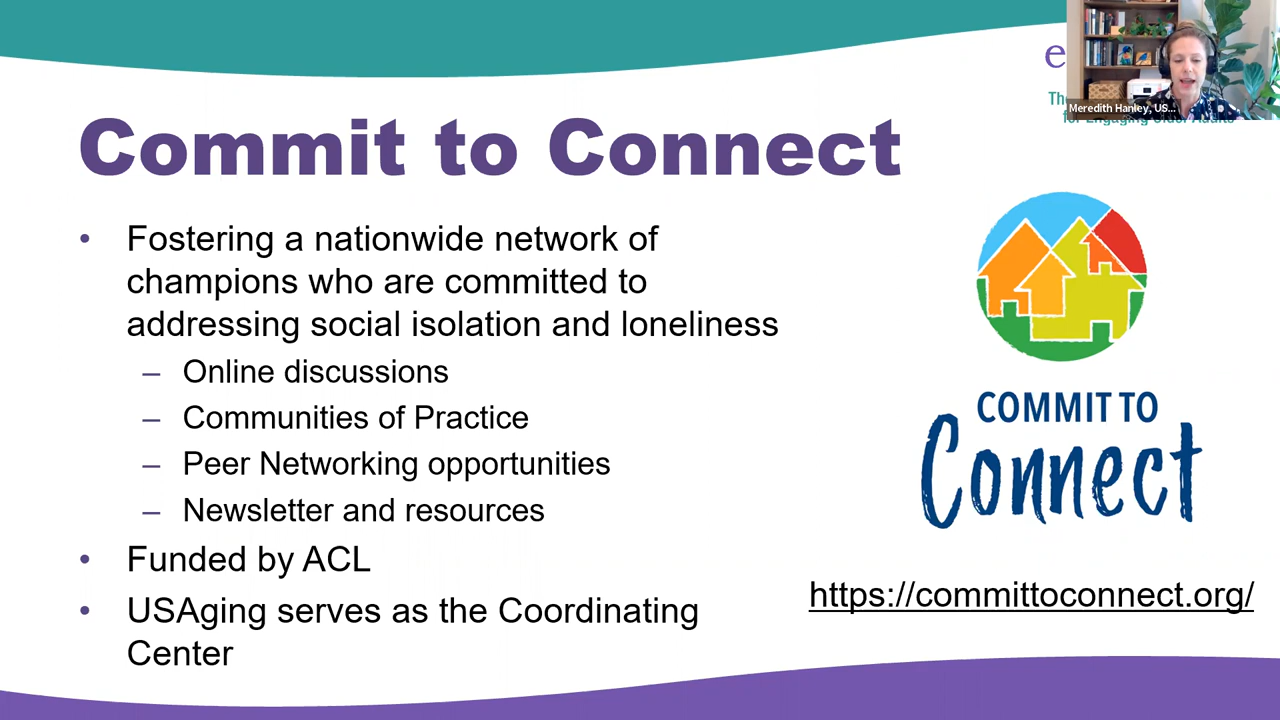 Meredith Hanley, US...
Commit to Connect
• Fostering a nationwide network of
champions who are committed to
addressing social isolation and loneliness
– Online discussions
– Communities of Practice
– Peer Networking opportunities
– Newsletter and resources
• Funded by ACL
• USAging serves as the Coordinating
Center
COMMIT TO
Connect
https://committoconnect.org/